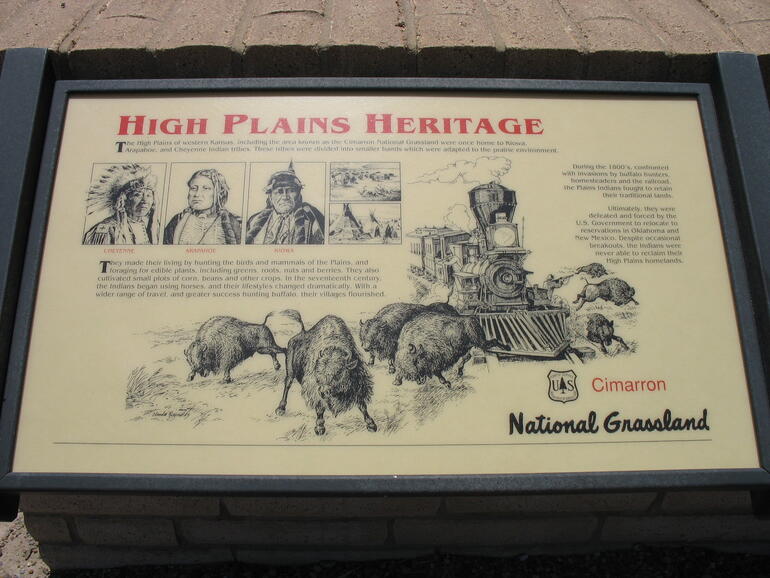 HIGH PLAINS HERITAGE
The High Plains of western Kansas, including the area known as the Cimarron National Grassland were once home to Kiowa,
Arapahoe, and Cheyenne Indian tribes. These tribes were divided into smaller bands which were adapted to the prairie environment.
CHEYENNE
ARAPAHOE
KIOWA
They made their living by hunting the birds and mammals of the Plains, and
foraging for edible plants, including greens, roots, nuts and berries. They also
cultivated small plots of corn, beans and other crops. In the seventeenth century,
the Indians began using horses, and their lifestyles changed dramatically. With a
wider range of travel, and greater success hunting buffalo, their villages flourished.
During the 1800's, confronted
with invasions by buffalo hunters,
homesteaders and the railroad,
the Plains Indians fought to retain
their traditional lands.
Ultimately, they were
defeated and forced by the
U.S. Government to relocate to
reservations in Oklahoma and
New Mexico. Despite occasional
breakouts, the Indians were
never able to reclaim their
High Plains homelands.
U S
Cimarron
National Grassland